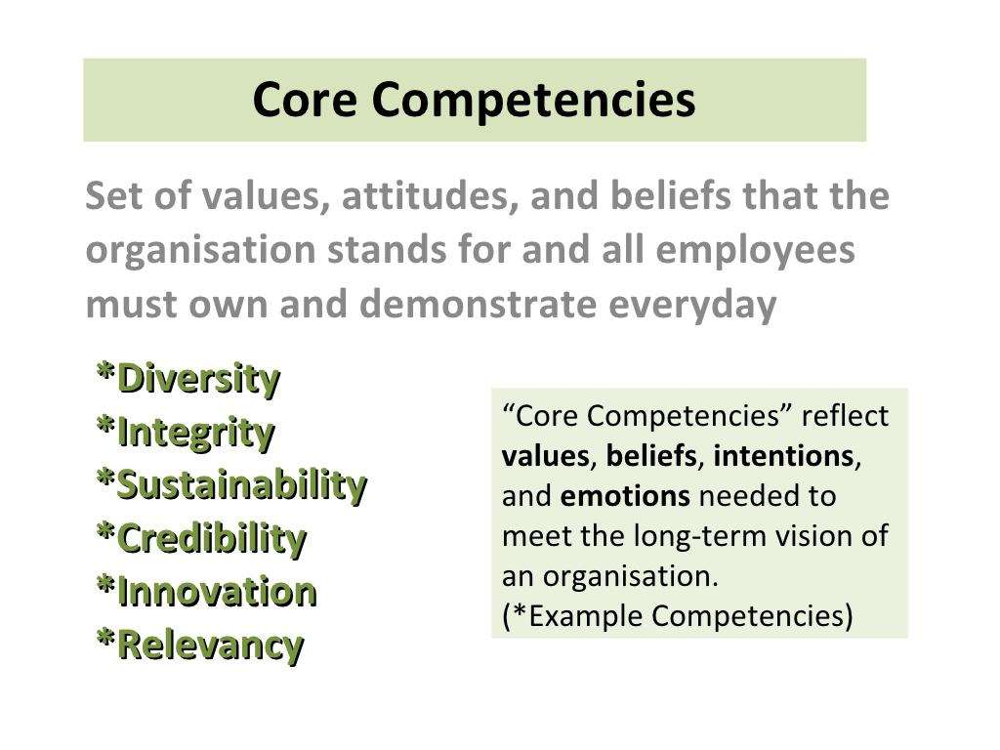 Core Competencies
Set of values, attitudes, and beliefs that the
organisation stands for and all employees
must own and demonstrate everyday
*Diversity
*Integrity
*Sustainability
*Credibility
*Innovation
*Relevancy
“Core Competencies” reflect
values, beliefs, intentions,
and emotions needed to
meet the long-term vision of
an organisation.
(*Example Competencies)